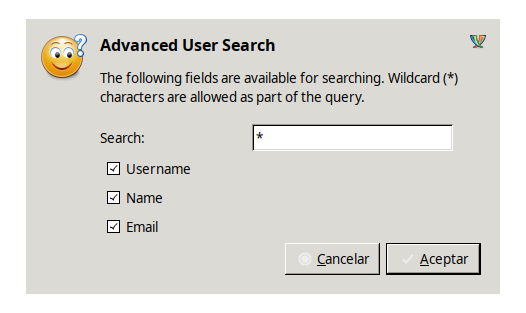 Advanced User Search
The following fields are available for searching. Wildcard (*)
characters are allowed as part of the query.
Search: *
Username
Name
Email
Cancelar Aceptar